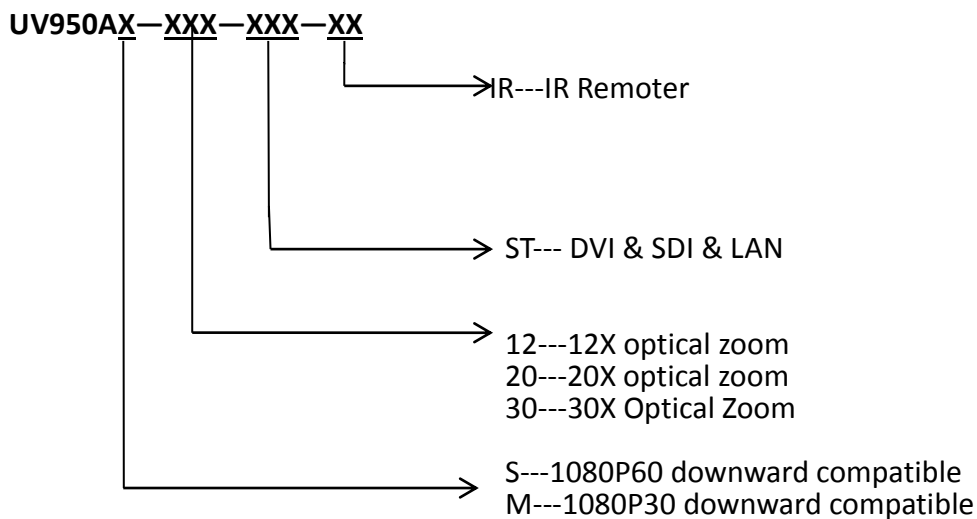 UV950AX—XXX—XXX—XX
IR---IR Remoter
ST--- DVI & SDI & LAN
12---12X optical zoom
20---20X optical zoom
30---30X Optical Zoom
S---1080P60 downward compatible
M---1080P30 downward compatible